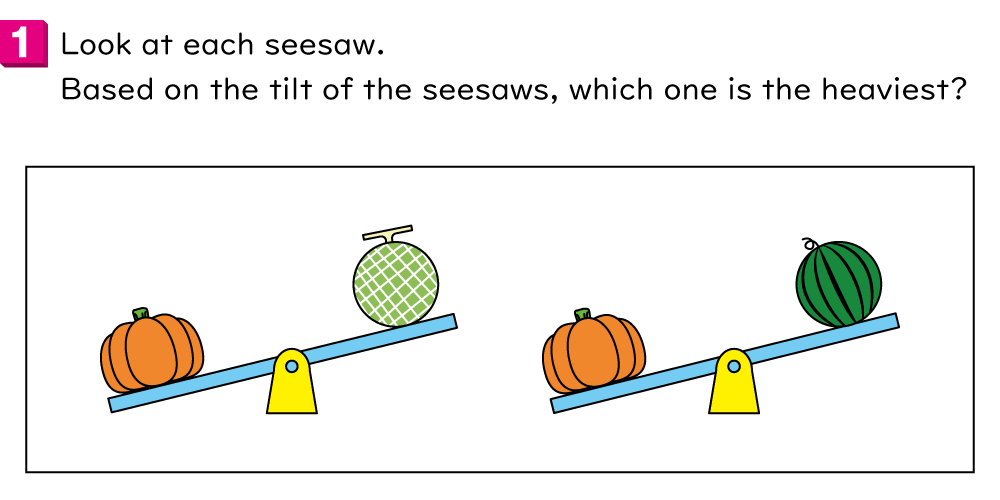 1 Look at each seesaw.
Based on the tilt of the seesaws, which one is the heaviest?